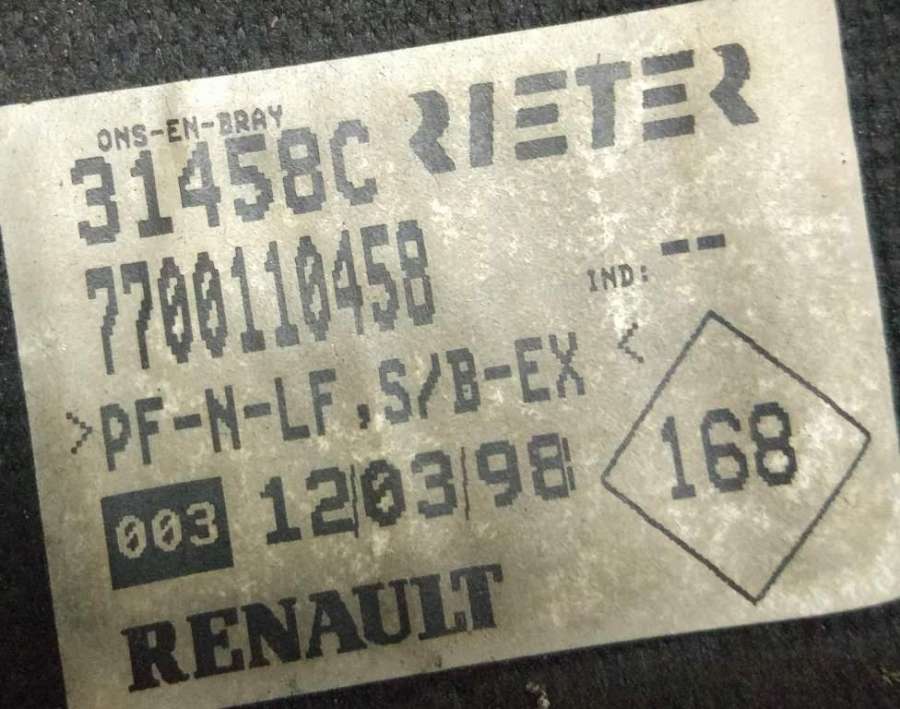 ONS-EN-BRAY
31458C RIETER
7700110458 IND: --
>PF-N-LF,S/B-EX <
003 12|03|98 168
RENAULT